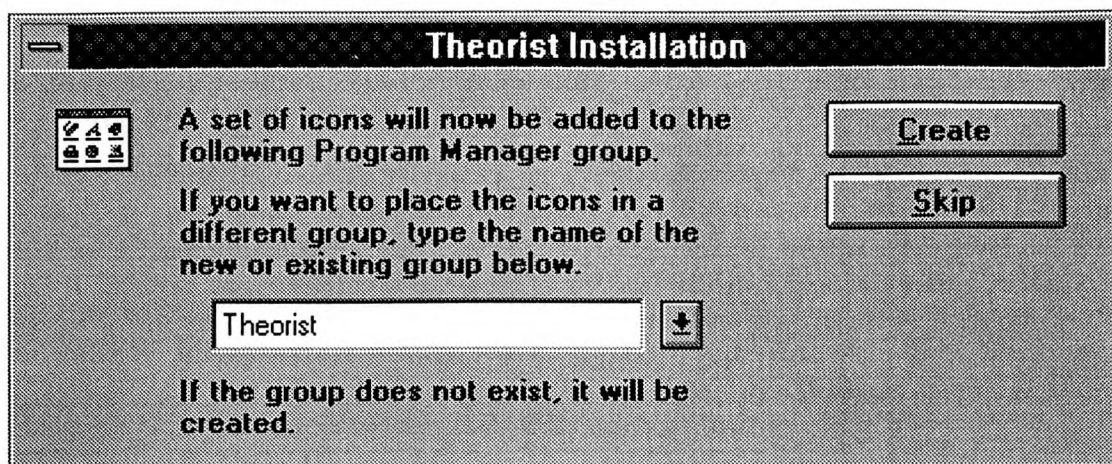 Theorist Installation
A set of icons will now be added to the
following Program Manager group.
Create
Skip
If you want to place the icons in a
different group, type the name of the
new or existing group below.
Theorist
If the group does not exist, it will be
created.